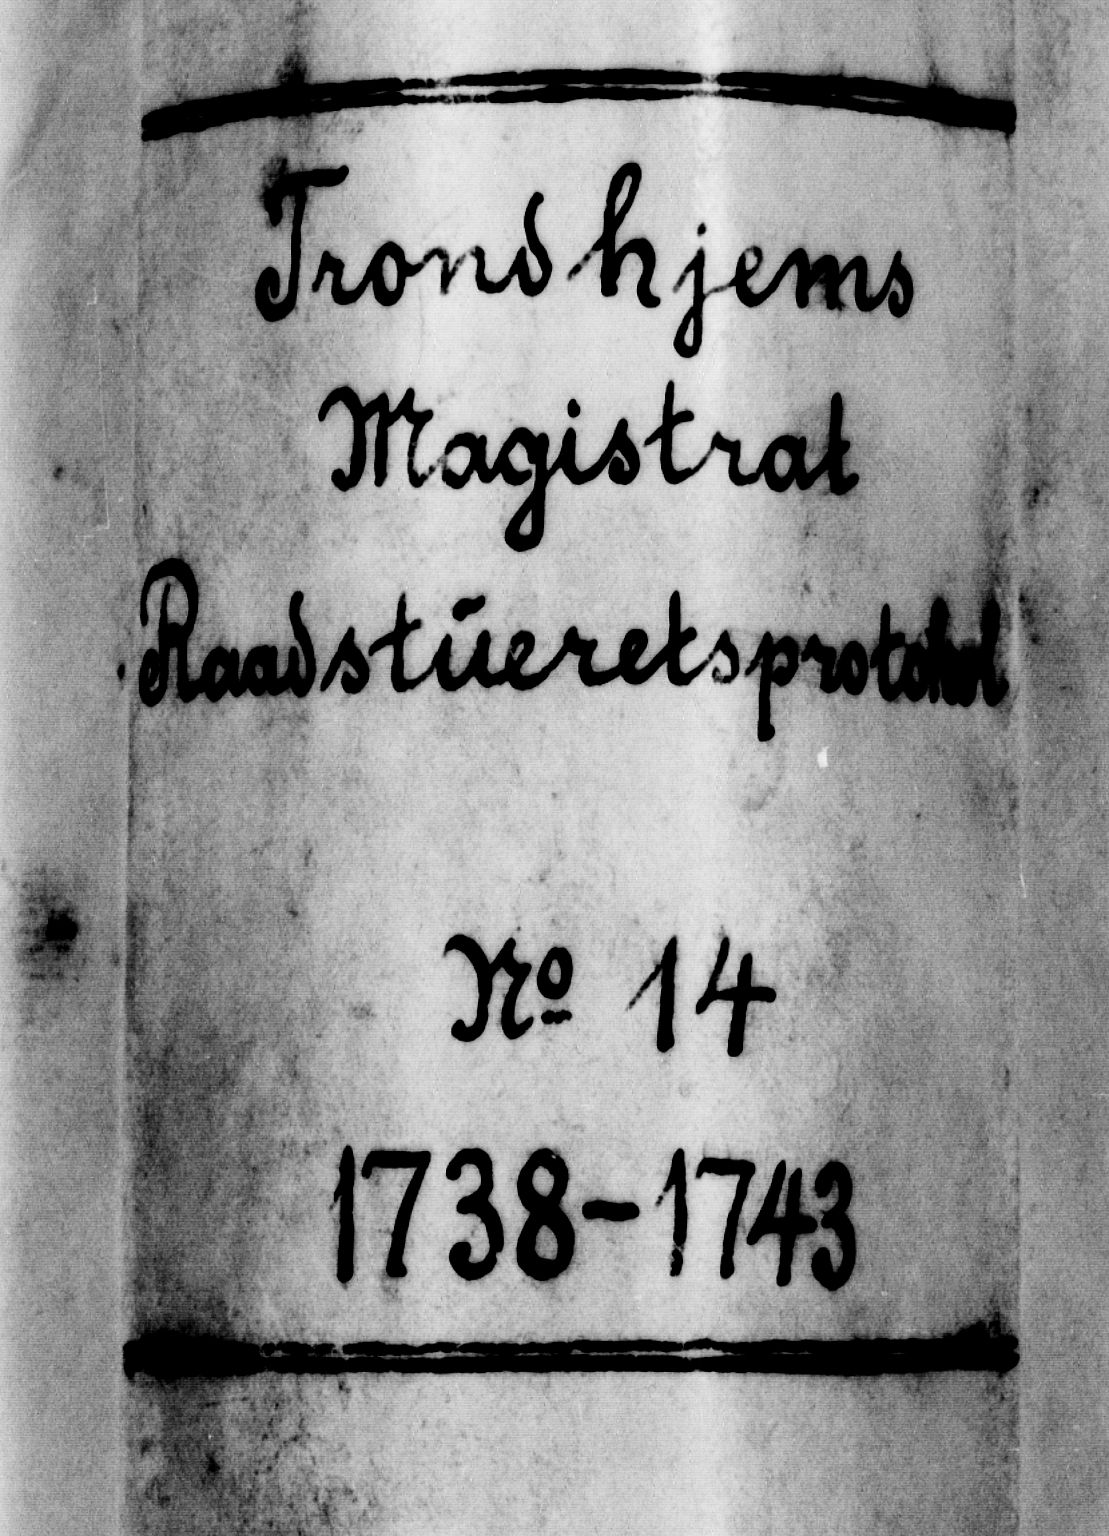 Trondhjems
Magistrat
Raadstueretsprotokol
Nº 14
1738-1743